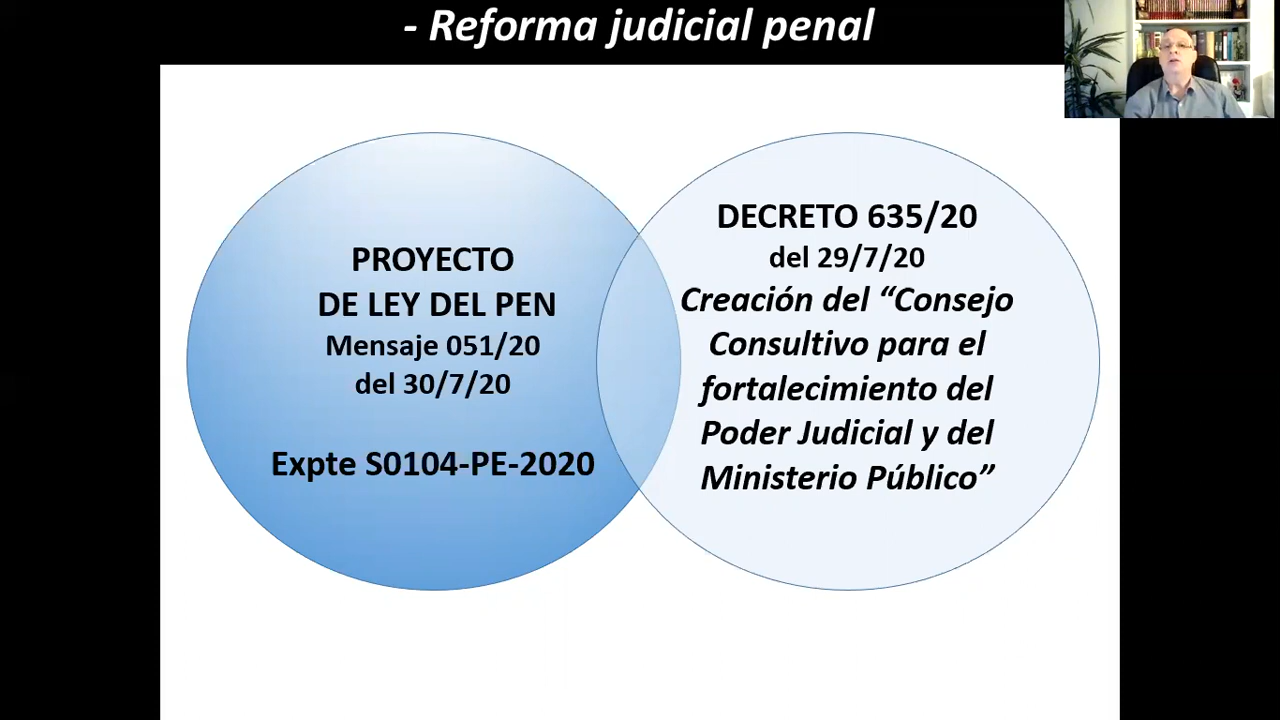 - Reforma judicial penal
PROYECTO
DE LEY DEL PEN
Mensaje 051/20
del 30/7/20
Expte S0104-PE-2020
DECRETO 635/20
del 29/7/20
Creación del “Consejo
Consultivo para el
fortalecimiento del
Poder Judicial y del
Ministerio Público”